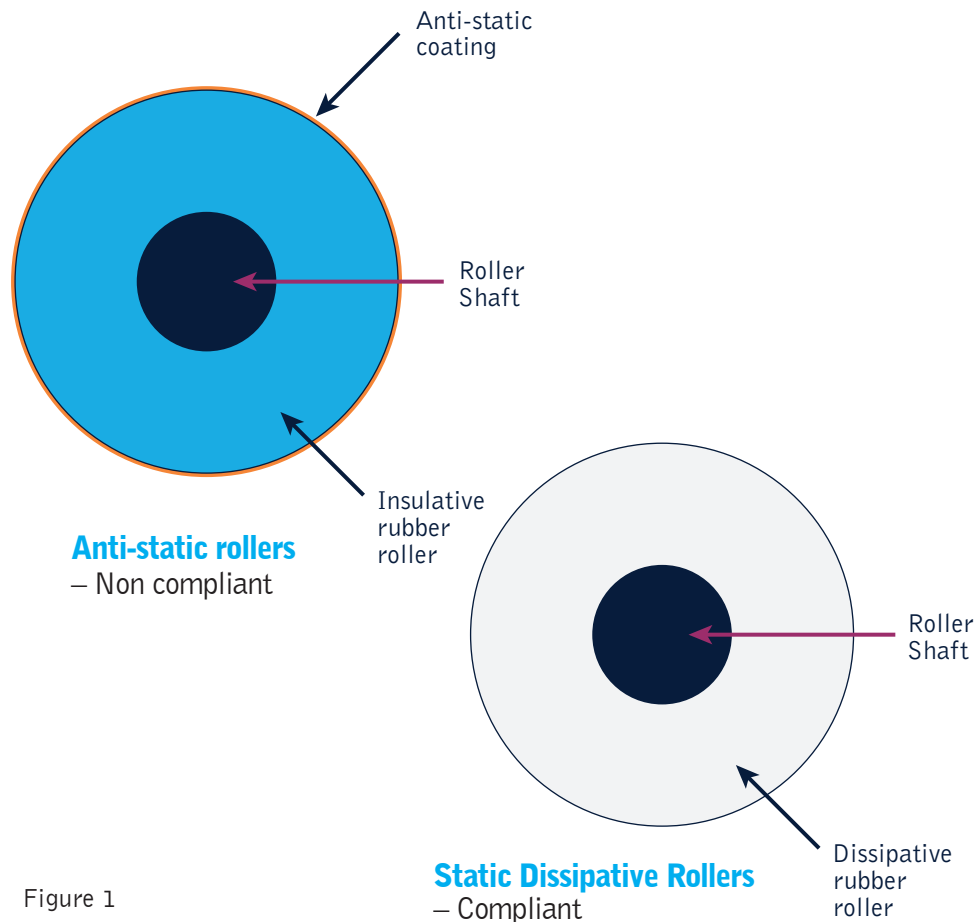 Anti-static
coating
Roller
Shaft
Insulative
rubber
roller
Anti-static rollers
– Non compliant
Roller
Shaft
Dissipative
rubber
roller
Static Dissipative Rollers
– Compliant
Figure 1